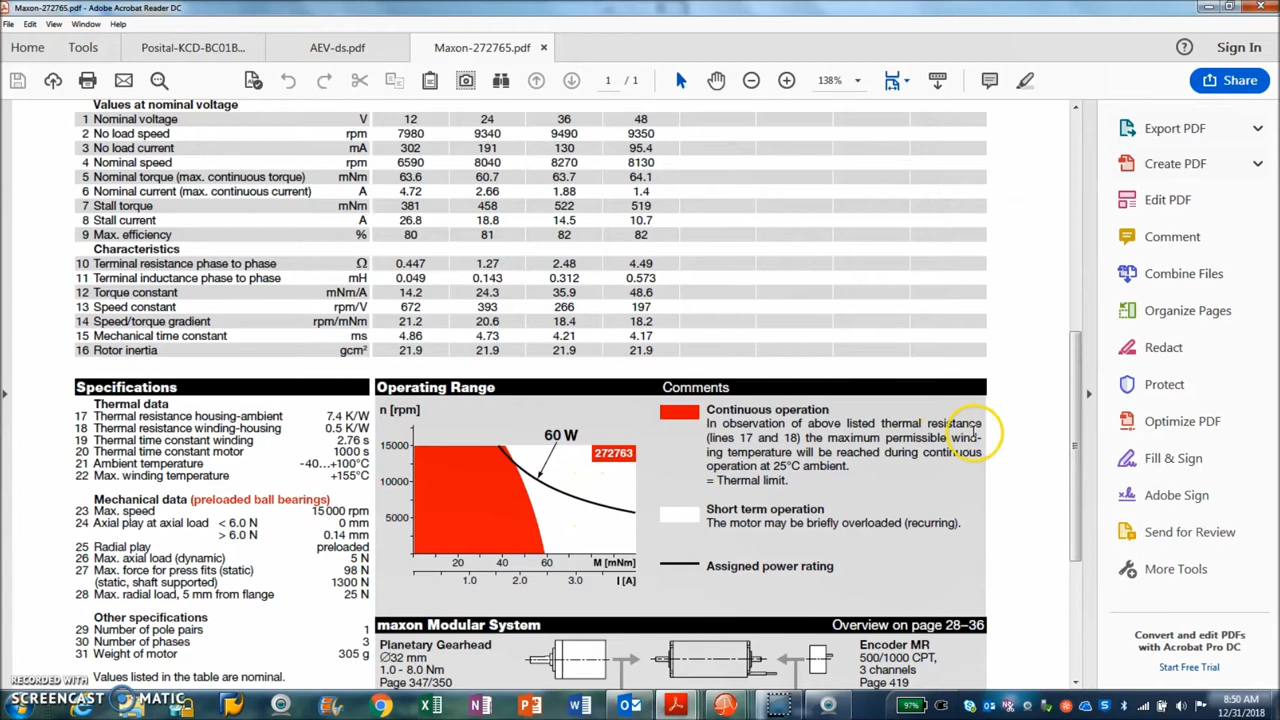 Maxon-272765.pdf - Adobe Acrobat Reader DC
File Edit View Window Help
Home Tools Posital-KCD-BC01B... AEV-ds.pdf Maxon-272765.pdf × Sign In
1 / 1 138% Share
Values at nominal voltage
1 Nominal voltage V 12 24 36 48
2 No load speed rpm 7980 9340 9490 9350
3 No load current mA 302 191 130 95.4
4 Nominal speed rpm 6590 8040 8270 8130
5 Nominal torque (max. continuous torque) mNm 63.6 60.7 63.7 64.1
6 Nominal current (max. continuous current) A 4.72 2.66 1.88 1.4
7 Stall torque mNm 381 458 522 519
8 Stall current A 26.8 18.8 14.5 10.7
9 Max. efficiency % 80 81 82 82
Characteristics
10 Terminal resistance phase to phase Ω 0.447 1.27 2.48 4.49
11 Terminal inductance phase to phase mH 0.049 0.143 0.312 0.573
12 Torque constant mNm/A 14.2 24.3 35.9 48.6
13 Speed constant rpm/V 672 393 266 197
14 Speed/torque gradient rpm/mNm 21.2 20.6 18.4 18.2
15 Mechanical time constant ms 4.86 4.73 4.21 4.17
16 Rotor inertia gcm² 21.9 21.9 21.9 21.9
Specifications
Thermal data
17 Thermal resistance housing-ambient 7.4 K/W
18 Thermal resistance winding-housing 0.5 K/W
19 Thermal time constant winding 2.76 s
20 Thermal time constant motor 1000 s
21 Ambient temperature -40...+100°C
22 Max. winding temperature +155°C
Mechanical data (preloaded ball bearings)
23 Max. speed 15 000 rpm
24 Axial play at axial load < 6.0 N 0 mm
> 6.0 N 0.14 mm
25 Radial play preloaded
26 Max. axial load (dynamic) 5 N
27 Max. force for press fits (static) 98 N
(static, shaft supported) 1300 N
28 Max. radial load, 5 mm from flange 25 N
Other specifications
29 Number of pole pairs 1
30 Number of phases 3
31 Weight of motor 305 g
Values listed in the table are nominal.
Operating Range Comments
n [rpm]
60 W
272763
15000
10000
5000
20 40 60 M [mNm]
1.0 2.0 3.0 I [A]
Continuous operation
In observation of above listed thermal resistance
(lines 17 and 18) the maximum permissible wind-
ing temperature will be reached during continuous
operation at 25°C ambient.
= Thermal limit.
Short term operation
The motor may be briefly overloaded (recurring).
Assigned power rating
maxon Modular System Overview on page 28-36
Planetary Gearhead
∅32 mm
1.0 - 8.0 Nm
Page 347/350
Encoder MR
500/1000 CPT,
3 channels
Page 419
Export PDF
Create PDF
Edit PDF
Comment
Combine Files
Organize Pages
Redact
Protect
Optimize PDF
Fill & Sign
Adobe Sign
Send for Review
More Tools
Convert and edit PDFs
with Acrobat Pro DC
Start Free Trial
RECORDED WITH
SCREENCAST MATIC
97%
8:50 AM
12/31/2018